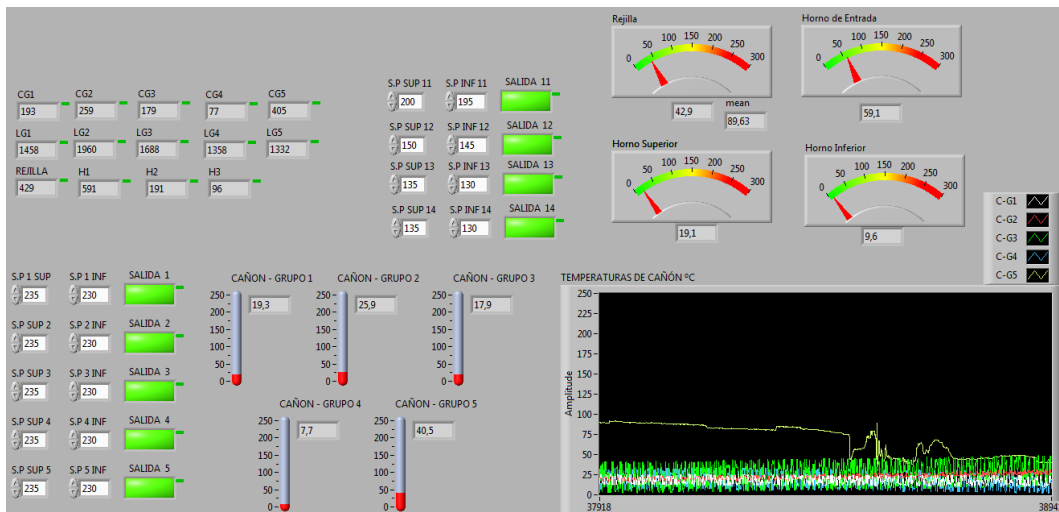 Rejilla
0 50 100 150 200 250 300
42,9
mean
89,63
Horno de Entrada
0 50 100 150 200 250 300
59,1
CG1 CG2 CG3 CG4 CG5
193 259 179 77 405
LG1 LG2 LG3 LG4 LG5
1458 1960 1688 1358 1332
REJILLA H1 H2 H3
429 591 191 96
S.P SUP 11 S.P INF 11 SALIDA 11
200 195
S.P SUP 12 S.P INF 12 SALIDA 12
150 145
S.P SUP 13 S.P INF 13 SALIDA 13
135 130
S.P SUP 14 S.P INF 14 SALIDA 14
135 130
Horno Superior
0 50 100 150 200 250 300
19,1
Horno Inferior
0 50 100 150 200 250 300
9,6
C-G1
C-G2
C-G3
C-G4
C-G5
S.P 1 SUP S.P 1 INF SALIDA 1
235 230
S.P SUP 2 S.P 2 INF SALIDA 2
235 230
S.P SUP 3 S.P 3 INF SALIDA 3
235 230
S.P SUP 4 S.P 4 INF SALIDA 4
235 230
S.P SUP 5 S.P 5 INF SALIDA 5
235 230
CAÑON - GRUPO 1
250-
200-
150-
100-
50-
0-
19,3
CAÑON - GRUPO 2
250-
200-
150-
100-
50-
0-
25,9
CAÑON - GRUPO 3
250-
200-
150-
100-
50-
0-
17,9
CAÑON - GRUPO 4
250-
200-
150-
100-
50-
0-
7,7
CAÑON - GRUPO 5
250-
200-
150-
100-
50-
0-
40,5
TEMPERATURAS DE CAÑÓN ºC
Amplitude
250-
225-
200-
175-
150-
125-
100-
75-
50-
25-
0-
37918 3894